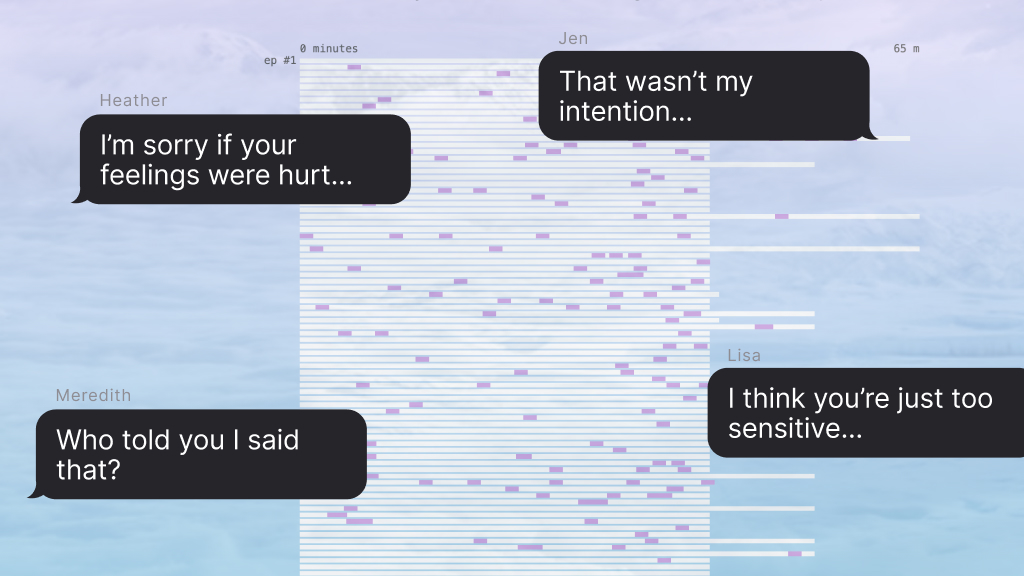 Jen
0 minutes
65 m
ep #1
That wasn’t my
intention...
Heather
I’m sorry if your
feelings were hurt...
Lisa
I think you’re just too
sensitive...
Meredith
Who told you I said
that?